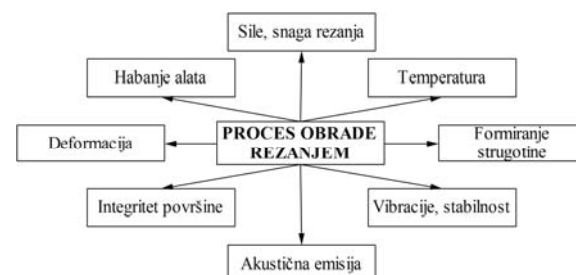 Sile, snaga rezanja
Habanje alata
Temperatura
Deformacija
PROCES OBRADE
REZANJEM
Formiranje
strugotine
Integritet površine
Vibracije, stabilnost
Akustična emisija